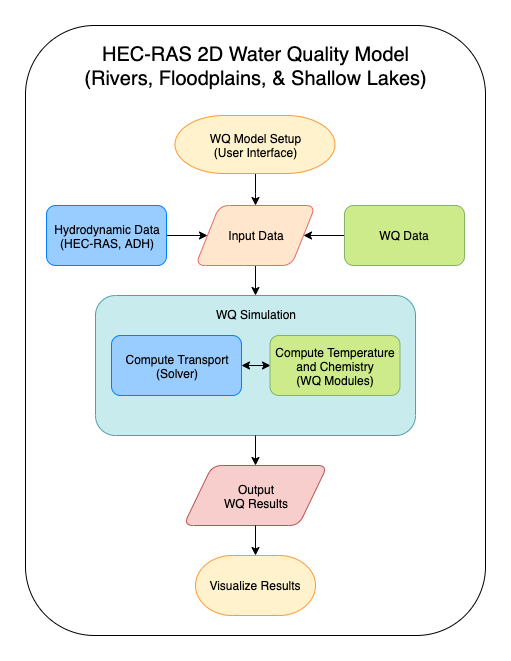 HEC-RAS 2D Water Quality Model
(Rivers, Floodplains, & Shallow Lakes)
WQ Model Setup
(User Interface)
Hydrodynamic Data
(HEC-RAS, ADH)
Input Data
WQ Data
WQ Simulation
Compute Transport
(Solver)
Compute Temperature
and Chemistry
(WQ Modules)
Output
WQ Results
Visualize Results